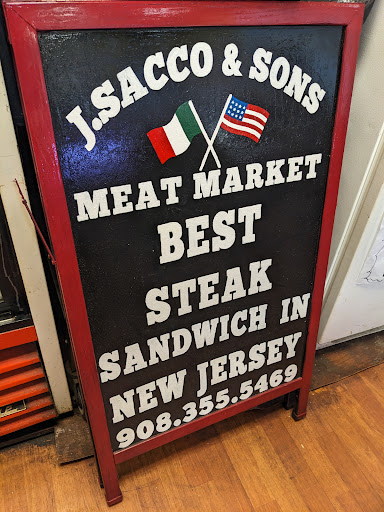 J.SACCO & SONS
MEAT MARKET
BEST
STEAK
SANDWICH IN
NEW JERSEY
908.355.5469